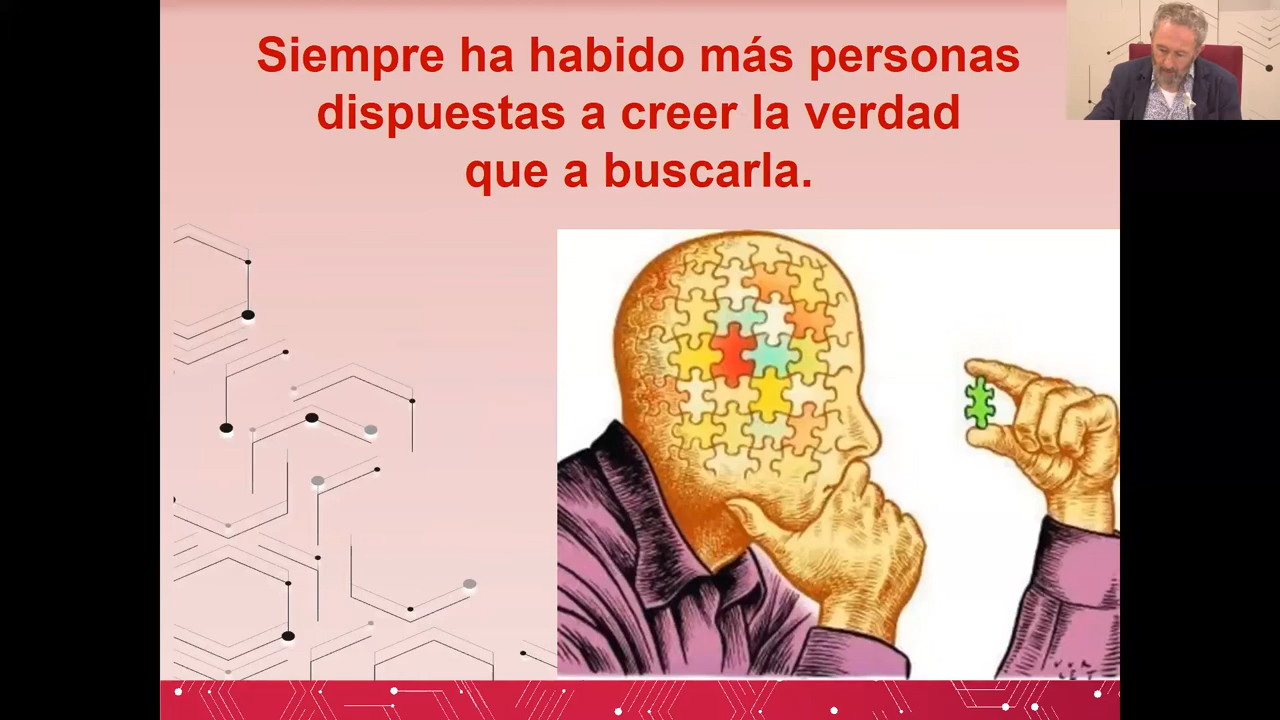 Siempre ha habido más personas
dispuestas a creer la verdad
que a buscarla.